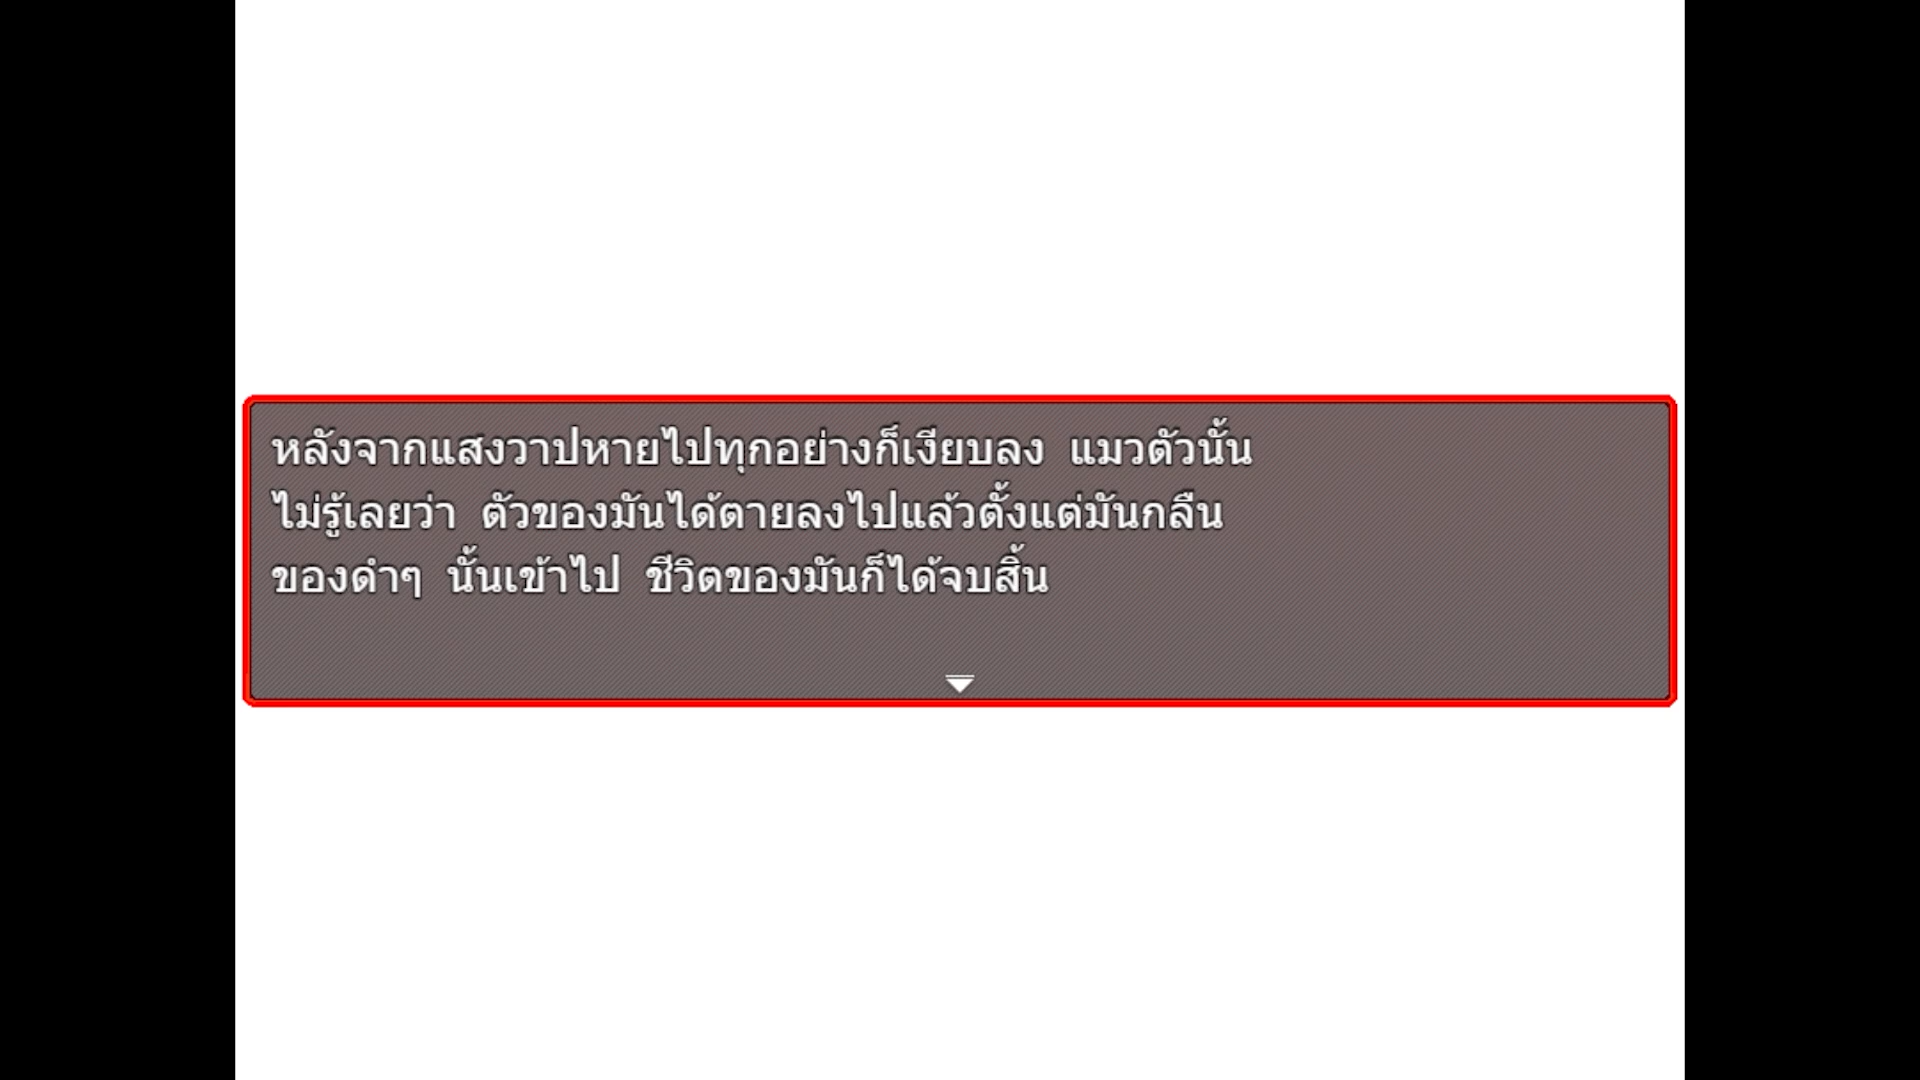 หลังจากแสงวาปหายไปทุกอย่างก็เงียบลง แมวตัวนั้น
ไม่รู้เลยว่า ตัวของมันได้ตายลงไปแล้วตั้งแต่มันกลืน
ของดำๆ นั้นเข้าไป ชีวิตของมันก็ได้จบสิ้น